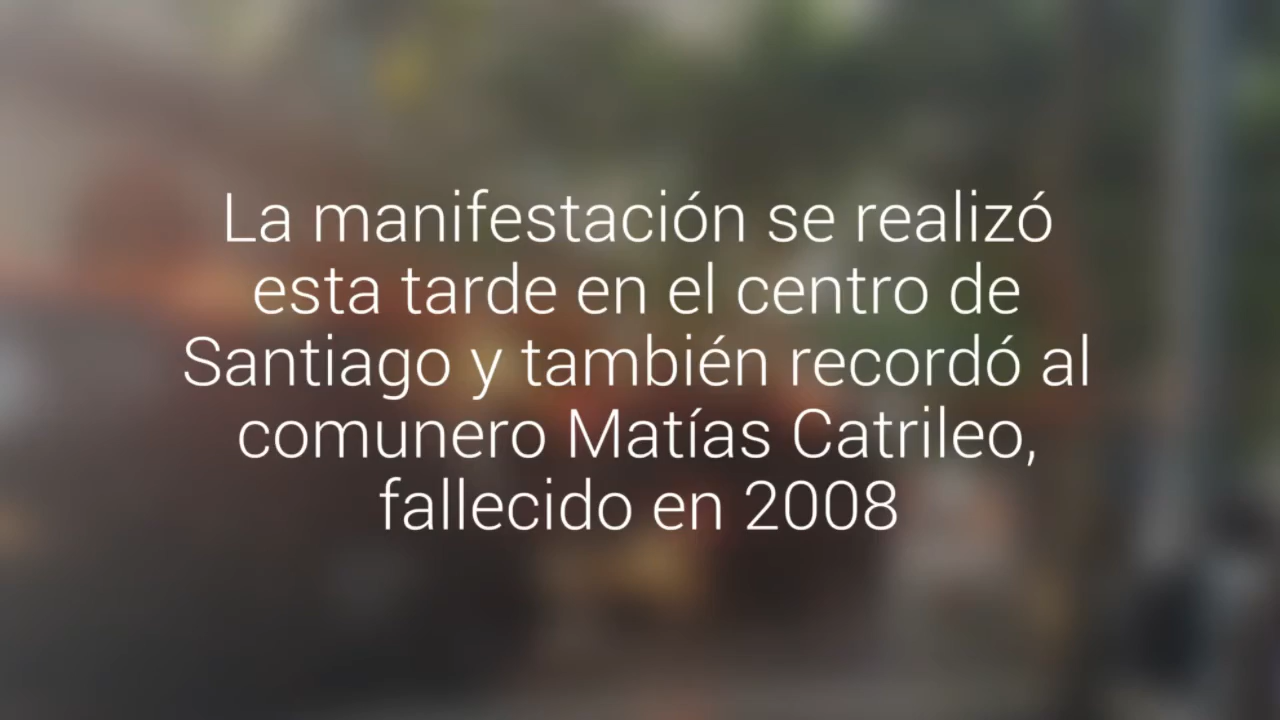 La manifestación se realizó
esta tarde en el centro de
Santiago y también recordó al
comunero Matías Catrileo,
fallecido en 2008